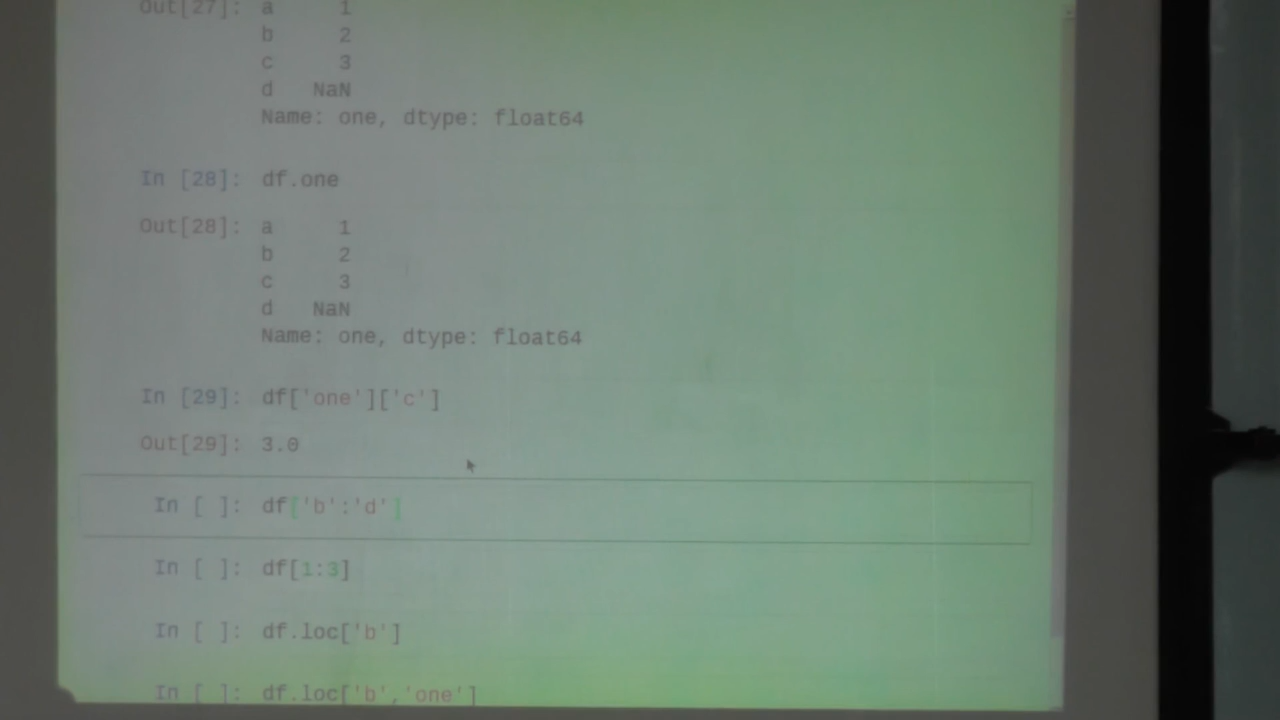 Out[27]: a 1
b 2
c 3
d NaN
Name: one, dtype: float64
In [28]: df.one
Out[28]: a 1
b 2
c 3
d NaN
Name: one, dtype: float64
In [29]: df['one']['c']
Out[29]: 3.0
In [ ]: df['b':'d']
In [ ]: df[1:3]
In [ ]: df.loc['b']
In [ ]: df.loc['b','one']